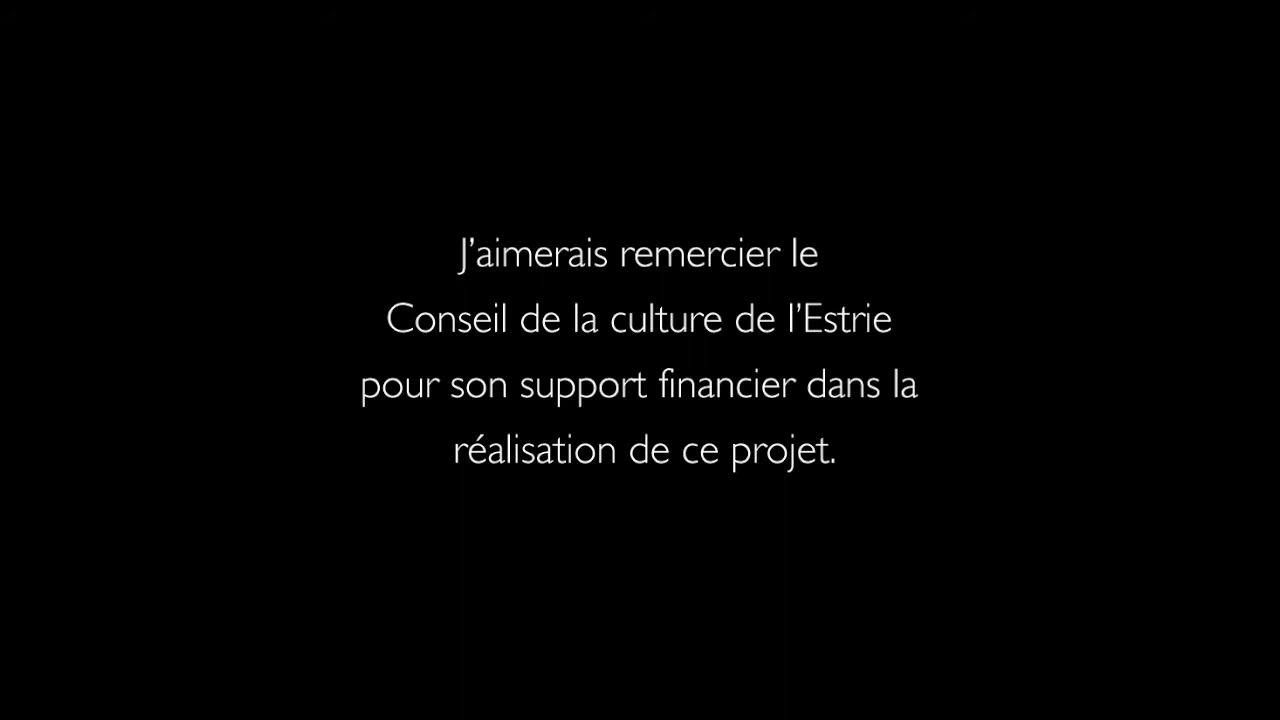 J’aimerais remercier le
Conseil de la culture de l’Estrie
pour son support financier dans la
réalisation de ce projet.